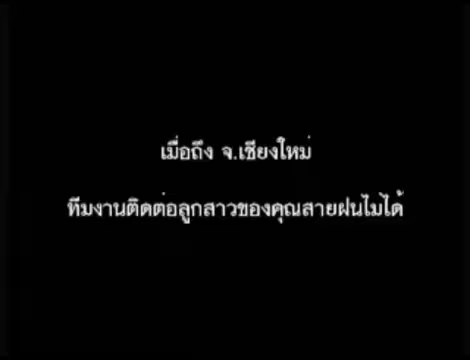 เมื่อถึง จ.เชียงใหม่
ทีมงานติดต่อลูกสาวของคุณสายฝนไม่ได้